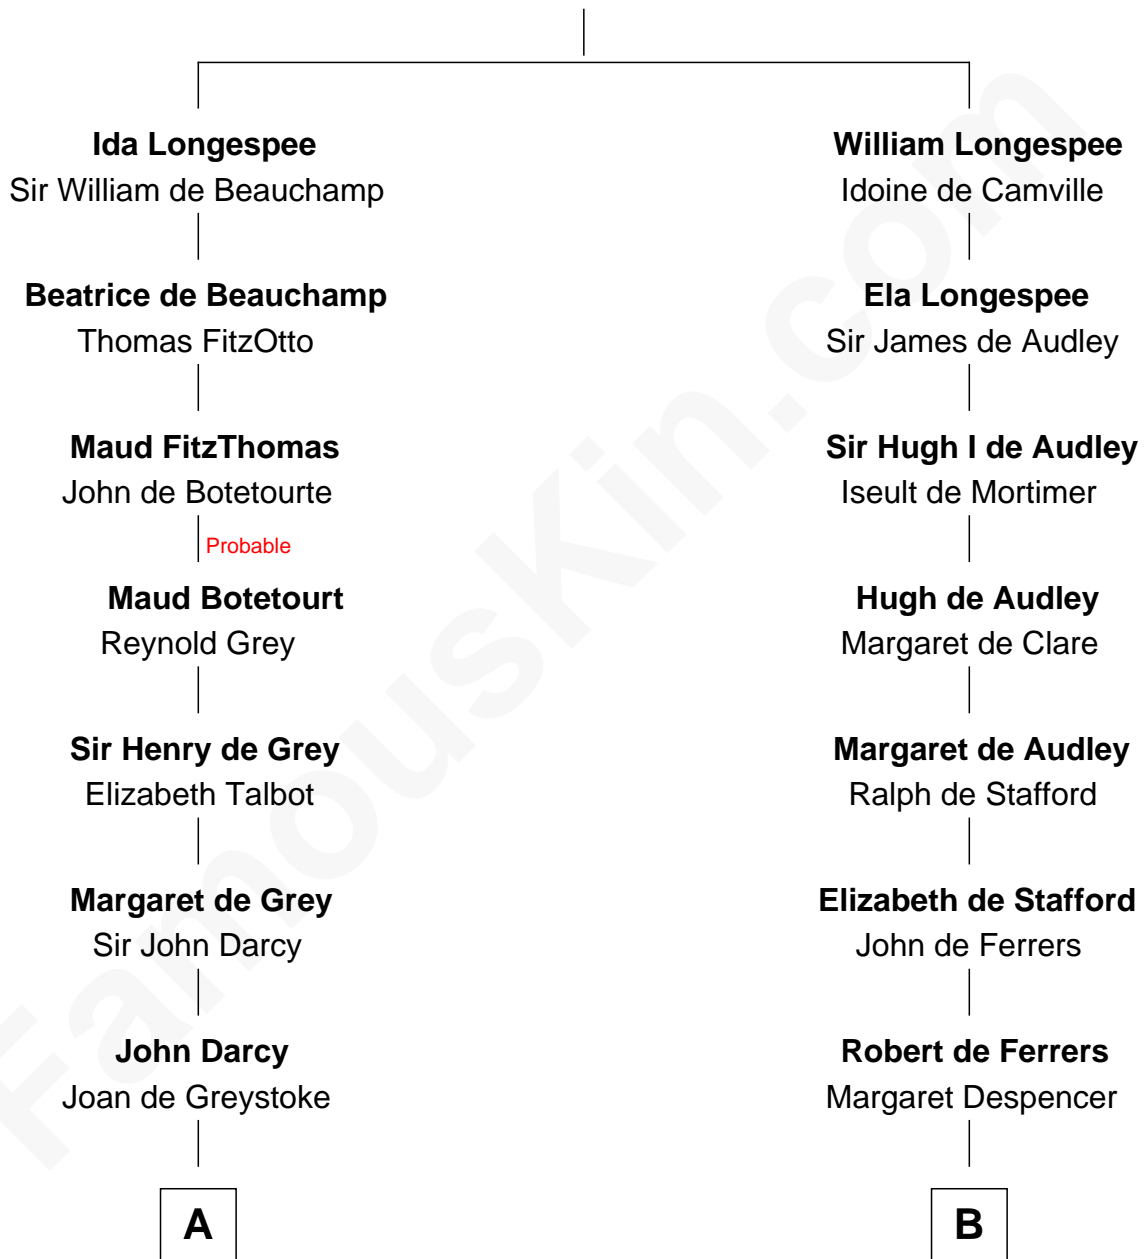 Ida Longespee
Sir William de Beauchamp
Beatrice de Beauchamp
Thomas FitzOtto
Maud FitzThomas
John de Botetourte
Probable
Maud Botetourt
Reynold Grey
Sir Henry de Grey
Elizabeth Talbot
Margaret de Grey
Sir John Darcy
John Darcy
Joan de Greystoke
A
William Longespee
Idoine de Camville
Ela Longespee
Sir James de Audley
Sir Hugh I de Audley
Iseult de Mortimer
Hugh de Audley
Margaret de Clare
Margaret de Audley
Ralph de Stafford
Elizabeth de Stafford
John de Ferrers
Robert de Ferrers
Margaret Despencer
B
FamousKin.com